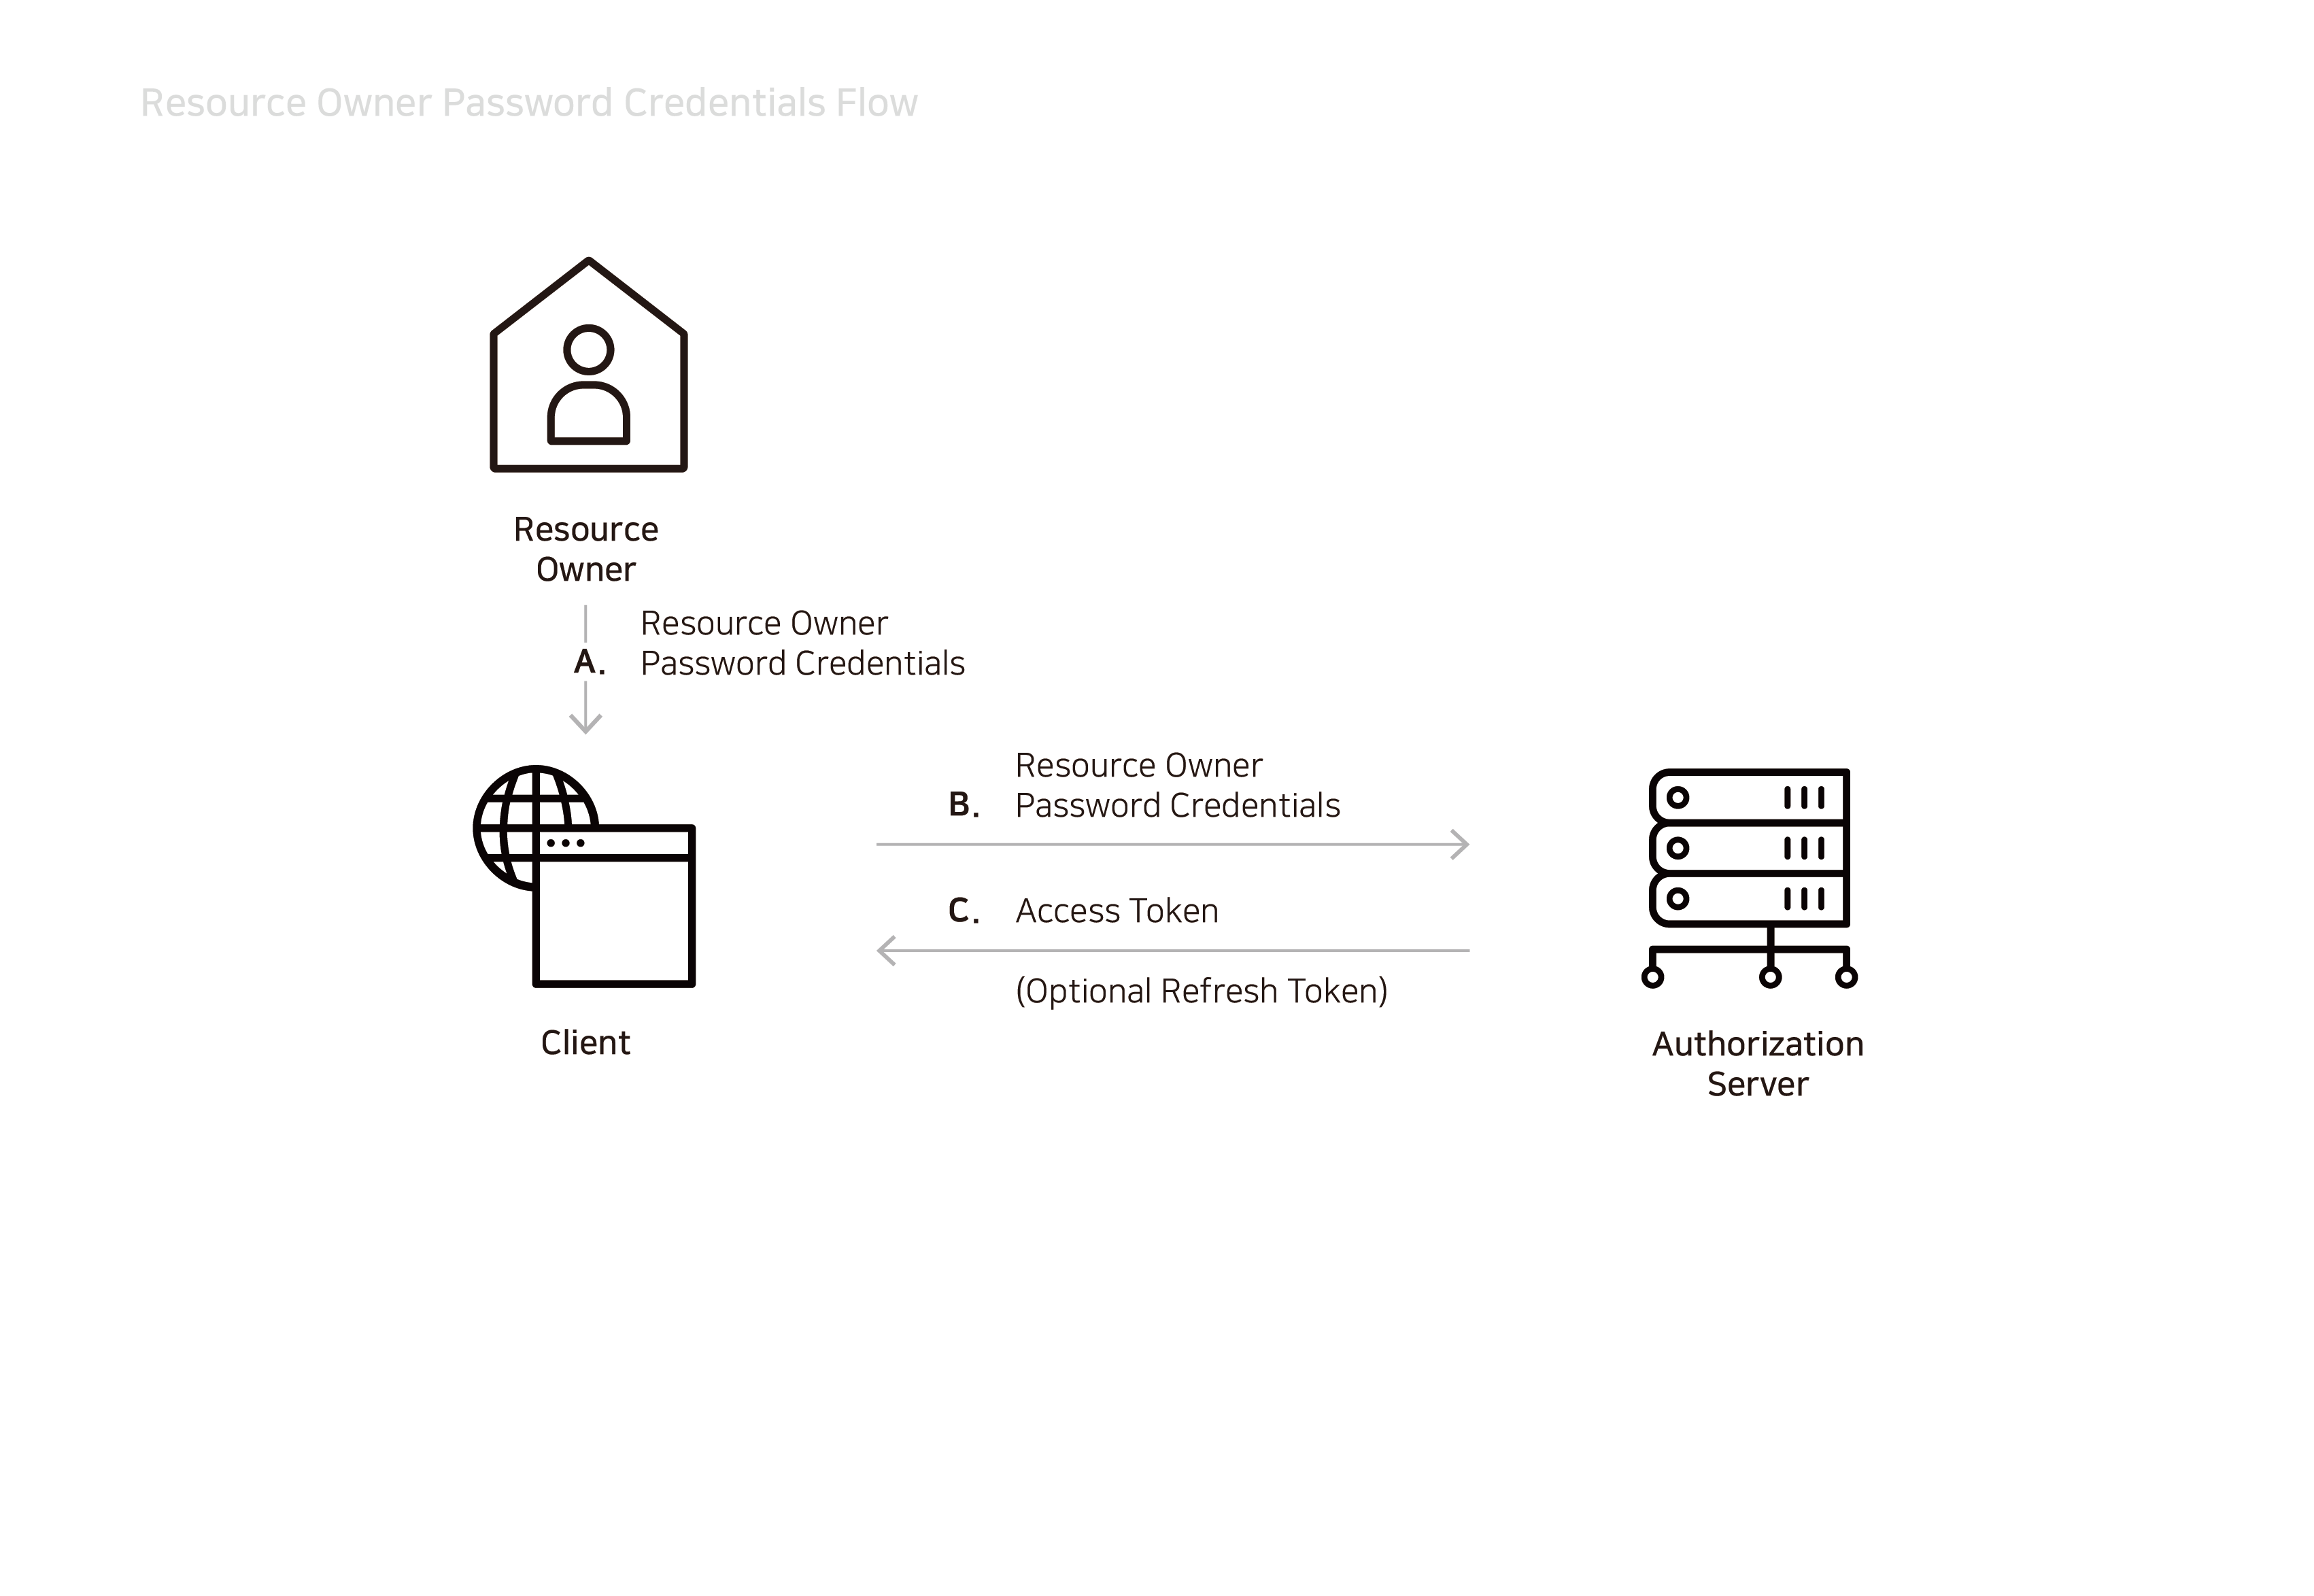 Resource Owner Password Credentials Flow
Resource
Owner
Resource Owner
A. Password Credentials
Resource Owner
B. Password Credentials
C. Access Token
(Optional Refresh Token)
Client
Authorization
Server